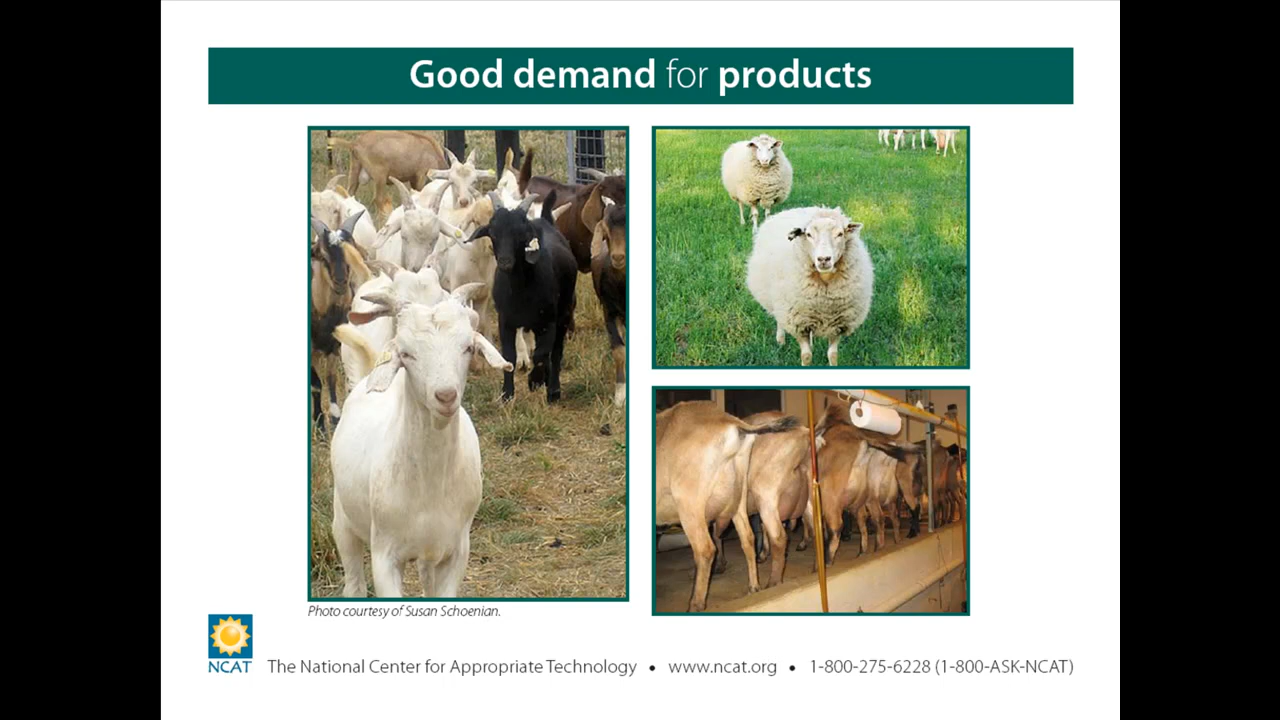 Good demand for products
Photo courtesy of Susan Schoenian.
NCAT
The National Center for Appropriate Technology • www.ncat.org • 1-800-275-6228 (1-800-ASK-NCAT)